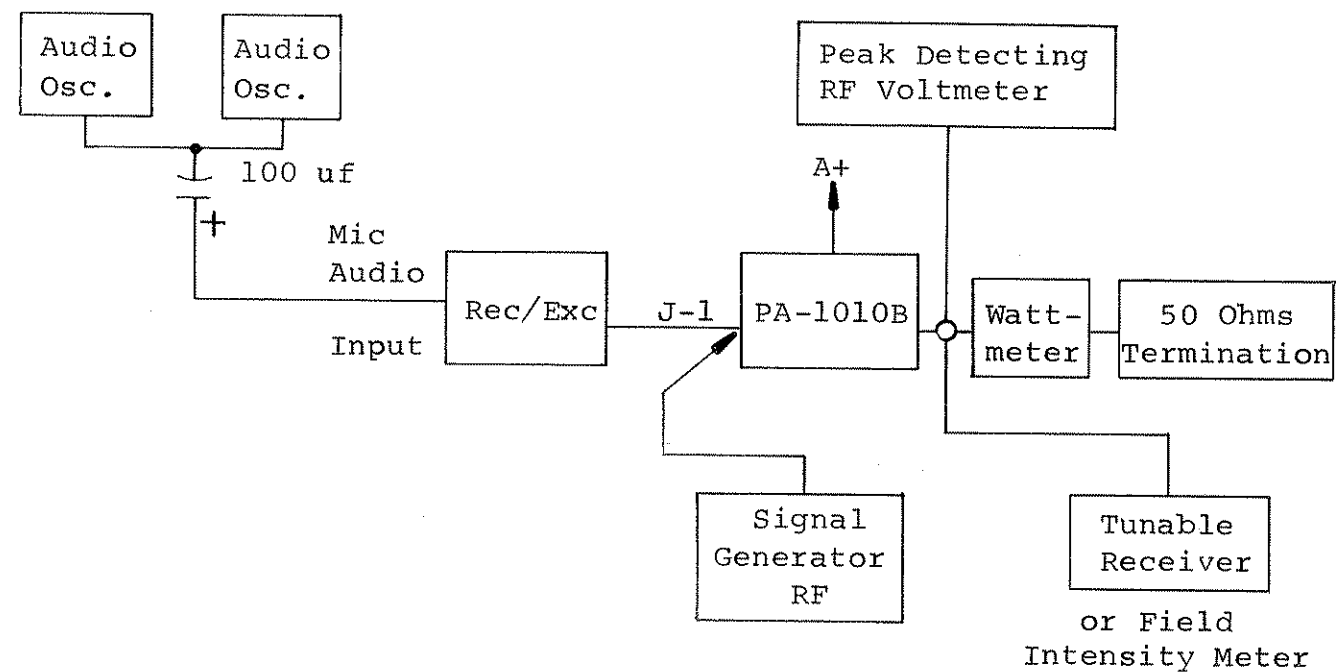 Audio
Osc.
Audio
Osc.
100 uf
+
Mic
Audio
Input
Rec/Exc
J-1
A+
PA-1010B
Peak Detecting
RF Voltmeter
Watt-
meter
50 Ohms
Termination
Signal
Generator
RF
Tunable
Receiver
or Field
Intensity Meter